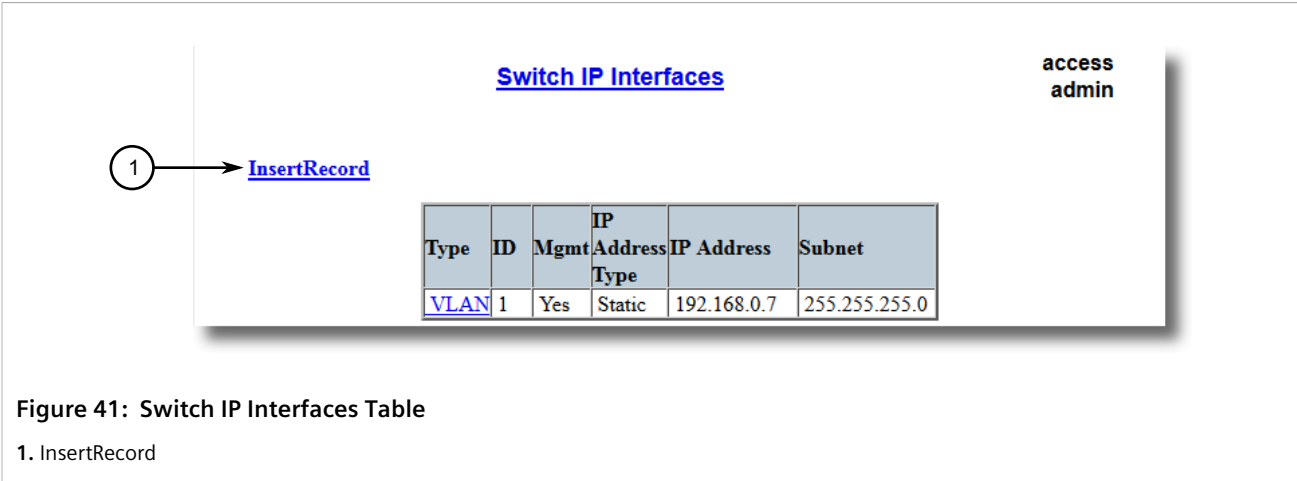 Switch IP Interfaces
access
admin
1
InsertRecord
Type ID Mgmt IP Address Type IP Address Subnet
VLAN 1 Yes Static 192.168.0.7 255.255.255.0
Figure 41: Switch IP Interfaces Table
1. InsertRecord